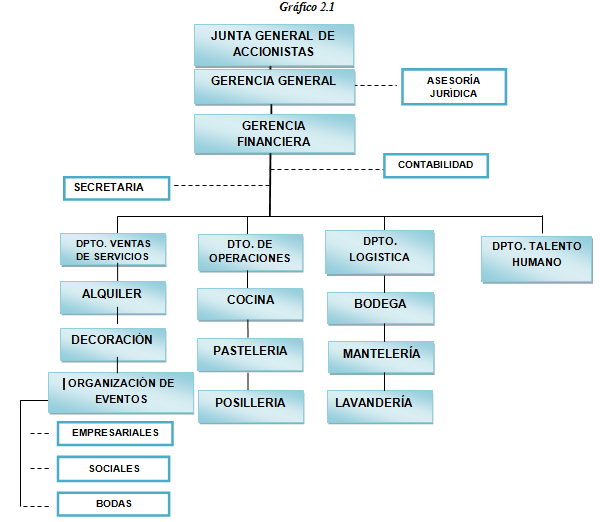 Gráfico 2.1
JUNTA GENERAL DE
ACCIONISTAS
GERENCIA GENERAL
ASESORÍA
JURÌDICA
GERENCIA
FINANCIERA
CONTABILIDAD
SECRETARIA
DPTO. VENTAS
DE SERVICIOS
DTO. DE
OPERACIONES
DPTO.
LOGISTICA
DPTO. TALENTO
HUMANO
ALQUILER
COCINA
BODEGA
DECORACIÓN
PASTELERIA
MANTELERÍA
ORGANIZACIÓN DE
EVENTOS
POSILLERIA
LAVANDERÍA
EMPRESARIALES
SOCIALES
BODAS